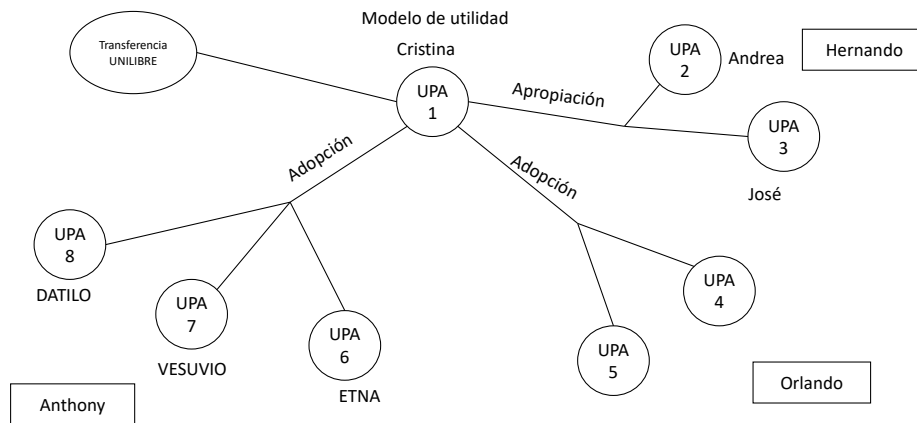 Modelo de utilidad
Cristina
Transferencia
UNILIBRE
UPA
1
Apropiación
UPA
2
Andrea
Hernando
UPA
3
José
Adopción
Adopción
UPA
8
DATILO
UPA
7
VESUVIO
UPA
6
ETNA
UPA
4
UPA
5
Orlando
Anthony